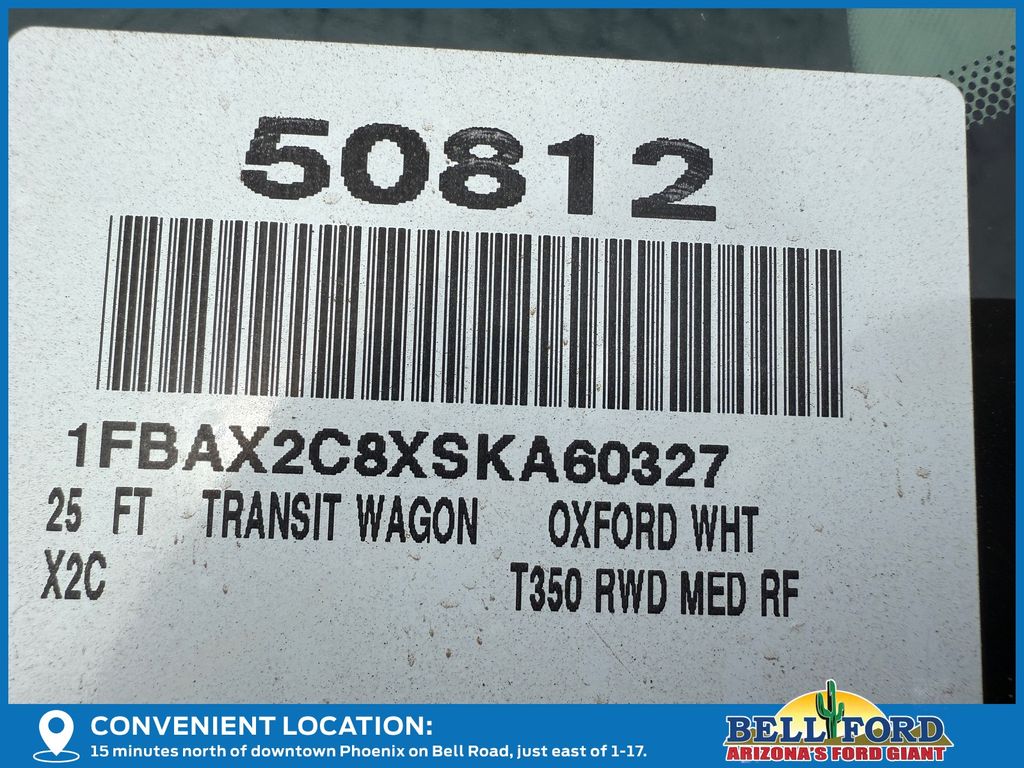 50812
1FBAX2C8XSKA60327
25 FT TRANSIT WAGON OXFORD WHT
X2C T350 RWD MED RF
CONVENIENT LOCATION:
15 minutes north of downtown Phoenix on Bell Road, just east of 1-17.
BELL FORD
ARIZONA'S FORD GIANT